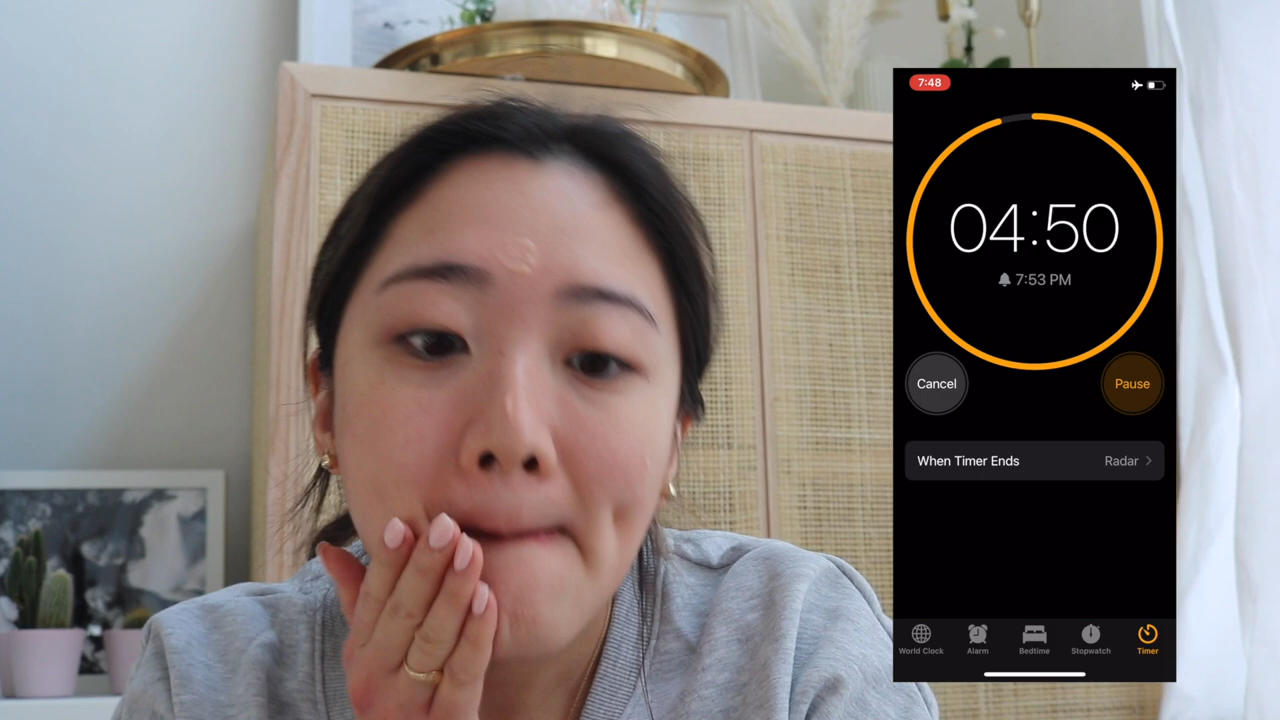 7:48
04:50
7:53 PM
Cancel
Pause
When Timer Ends
Radar
World Clock
Alarm
Bedtime
Stopwatch
Timer